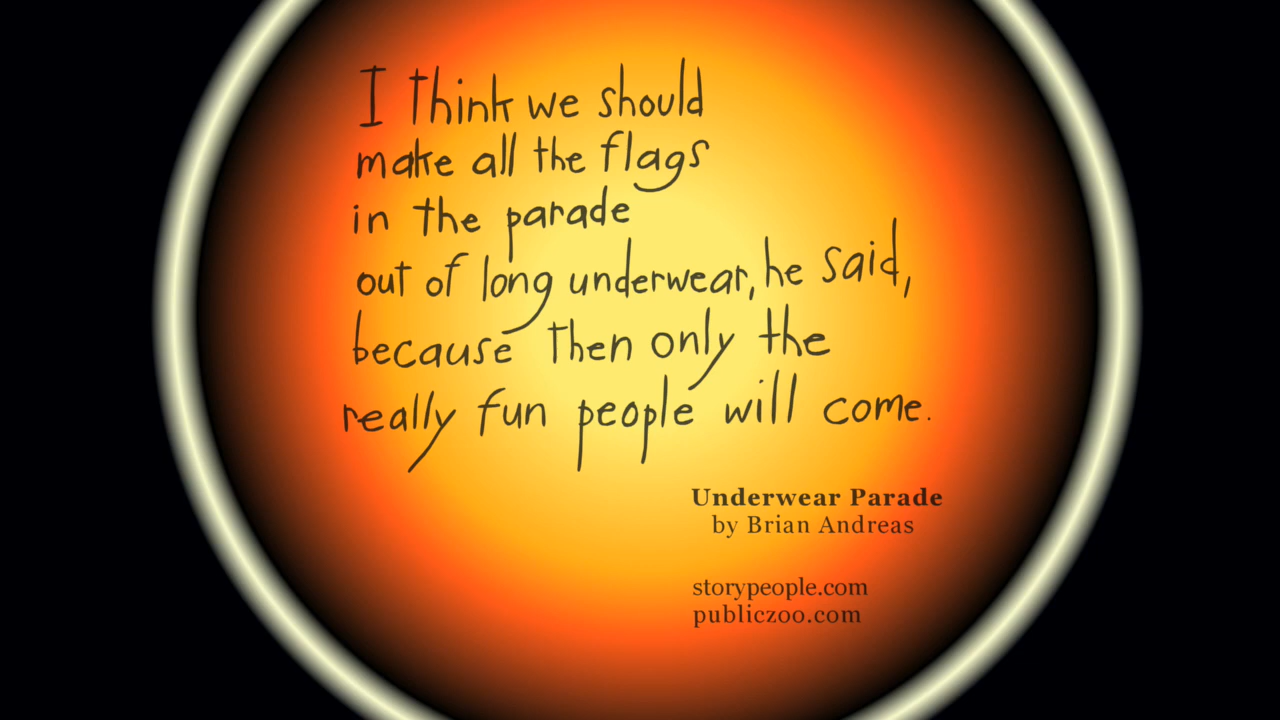 I think we should
make all the flags
in the parade
out of long underwear, he said,
because then only the
really fun people will come.
Underwear Parade
by Brian Andreas
storypeople.com
publiczoo.com